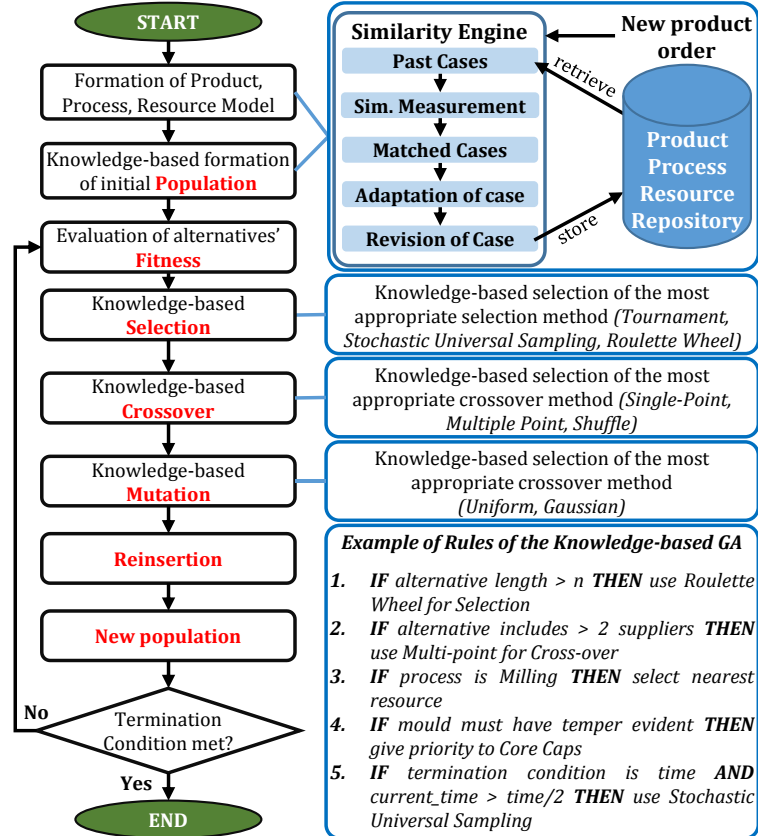 START
Formation of Product,
Process, Resource Model
Knowledge-based formation
of initial Population
Evaluation of alternatives’
Fitness
Knowledge-based
Selection
Knowledge-based
Crossover
Knowledge-based
Mutation
Reinsertion
New population
No
Termination
Condition met?
Yes
END
Similarity Engine
Past Cases
Sim. Measurement
Matched Cases
Adaptation of case
Revision of Case
New product
order
retrieve
store
Product
Process
Resource
Repository
Knowledge-based selection of the most
appropriate selection method (Tournament,
Stochastic Universal Sampling, Roulette Wheel)
Knowledge-based selection of the most
appropriate crossover method (Single-Point,
Multiple Point, Shuffle)
Knowledge-based selection of the most
appropriate crossover method
(Uniform, Gaussian)
Example of Rules of the Knowledge-based GA
1. IF alternative length > n THEN use Roulette
Wheel for Selection
2. IF alternative includes > 2 suppliers THEN
use Multi-point for Cross-over
3. IF process is Milling THEN select nearest
resource
4. IF mould must have temper evident THEN
give priority to Core Caps
5. IF termination condition is time AND
current_time > time/2 THEN use Stochastic
Universal Sampling